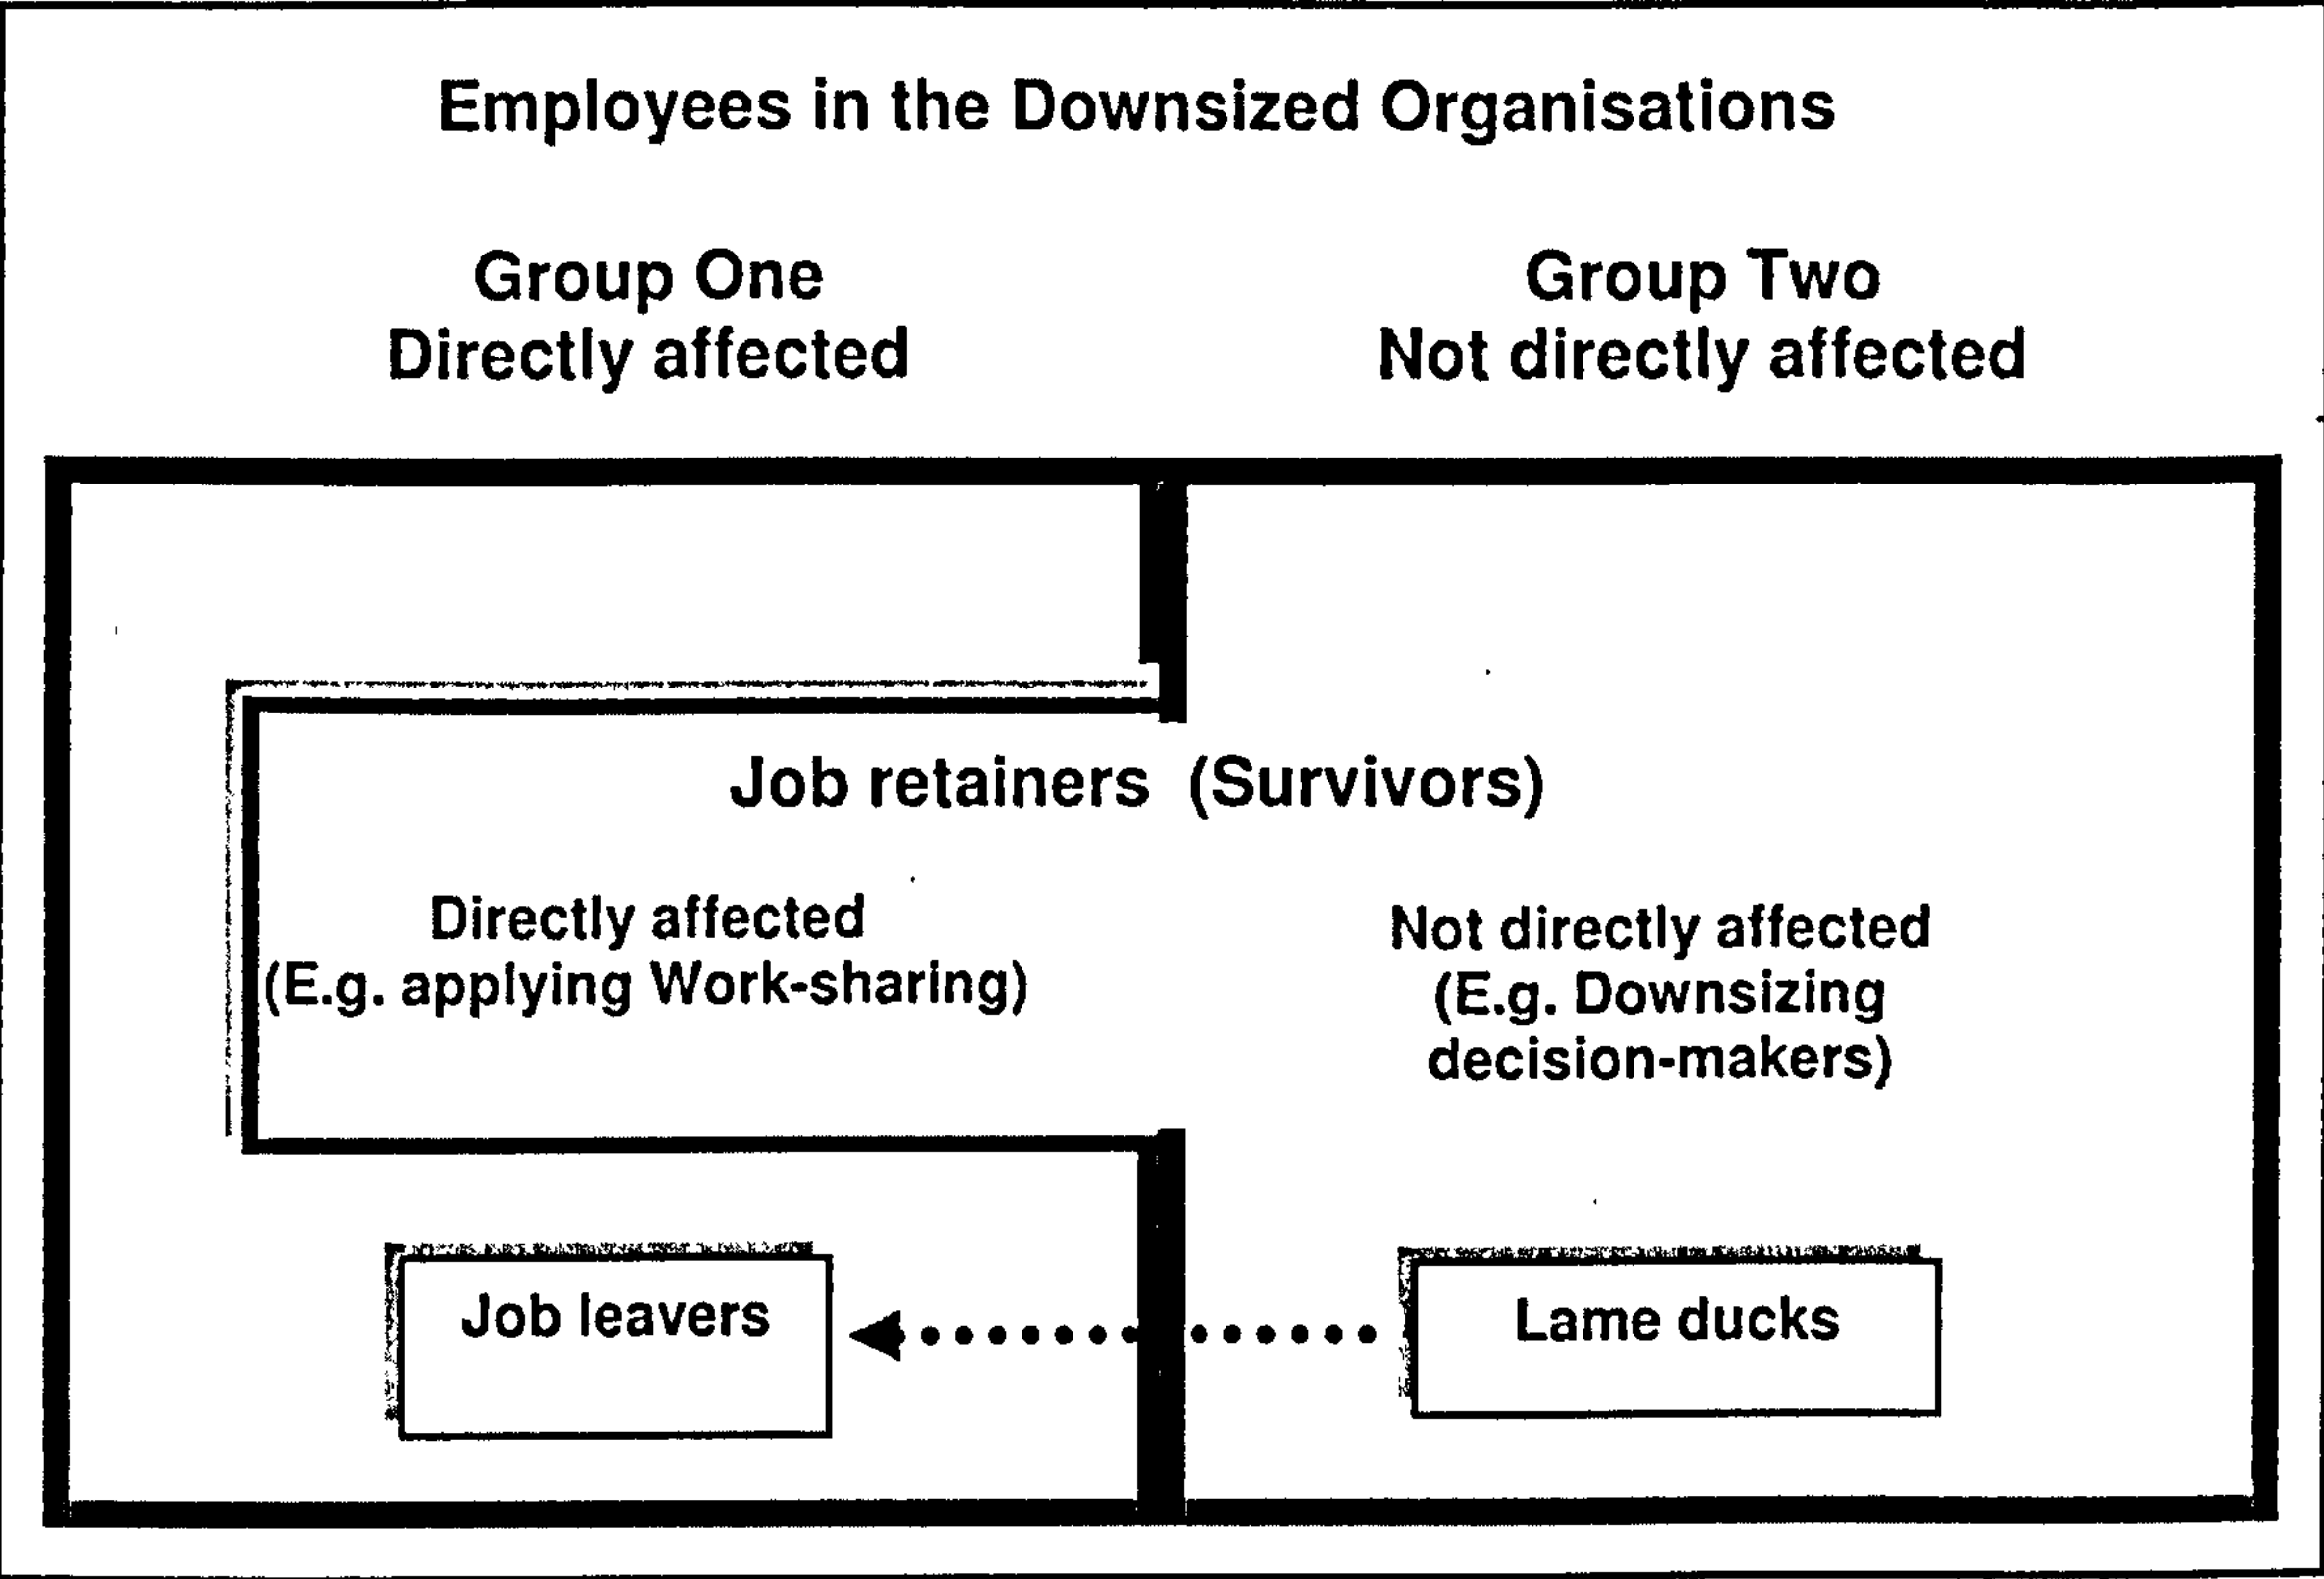 Employees in the Downsized Organisations
Group One
Directly affected
Group Two
Not directly affected
Job retainers (Survivors)
Directly affected
(E.g. applying Work-sharing)
Not directly affected
(E.g. Downsizing
decision-makers)
Job leavers
Lame ducks